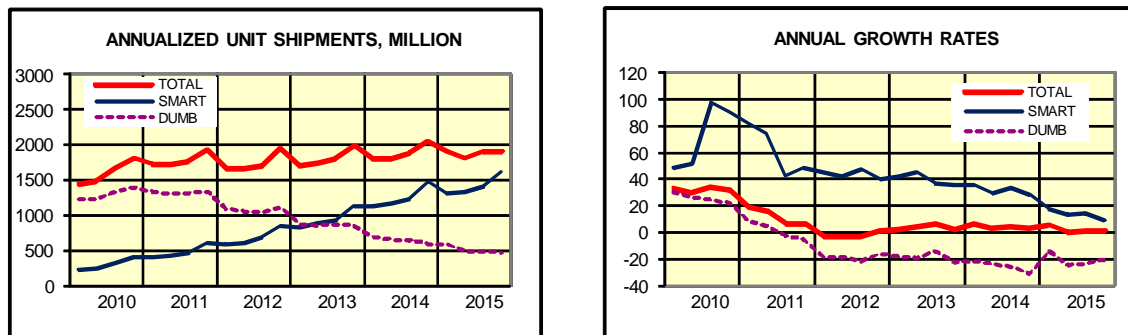 ANNUALIZED UNIT SHIPMENTS, MILLION
3000
2500
2000
1500
1000
500
0
TOTAL
SMART
DUMB
2010 2011 2012 2013 2014 2015
ANNUAL GROWTH RATES
120
100
80
60
40
20
0
-20
-40
TOTAL
SMART
DUMB
2010 2011 2012 2013 2014 2015